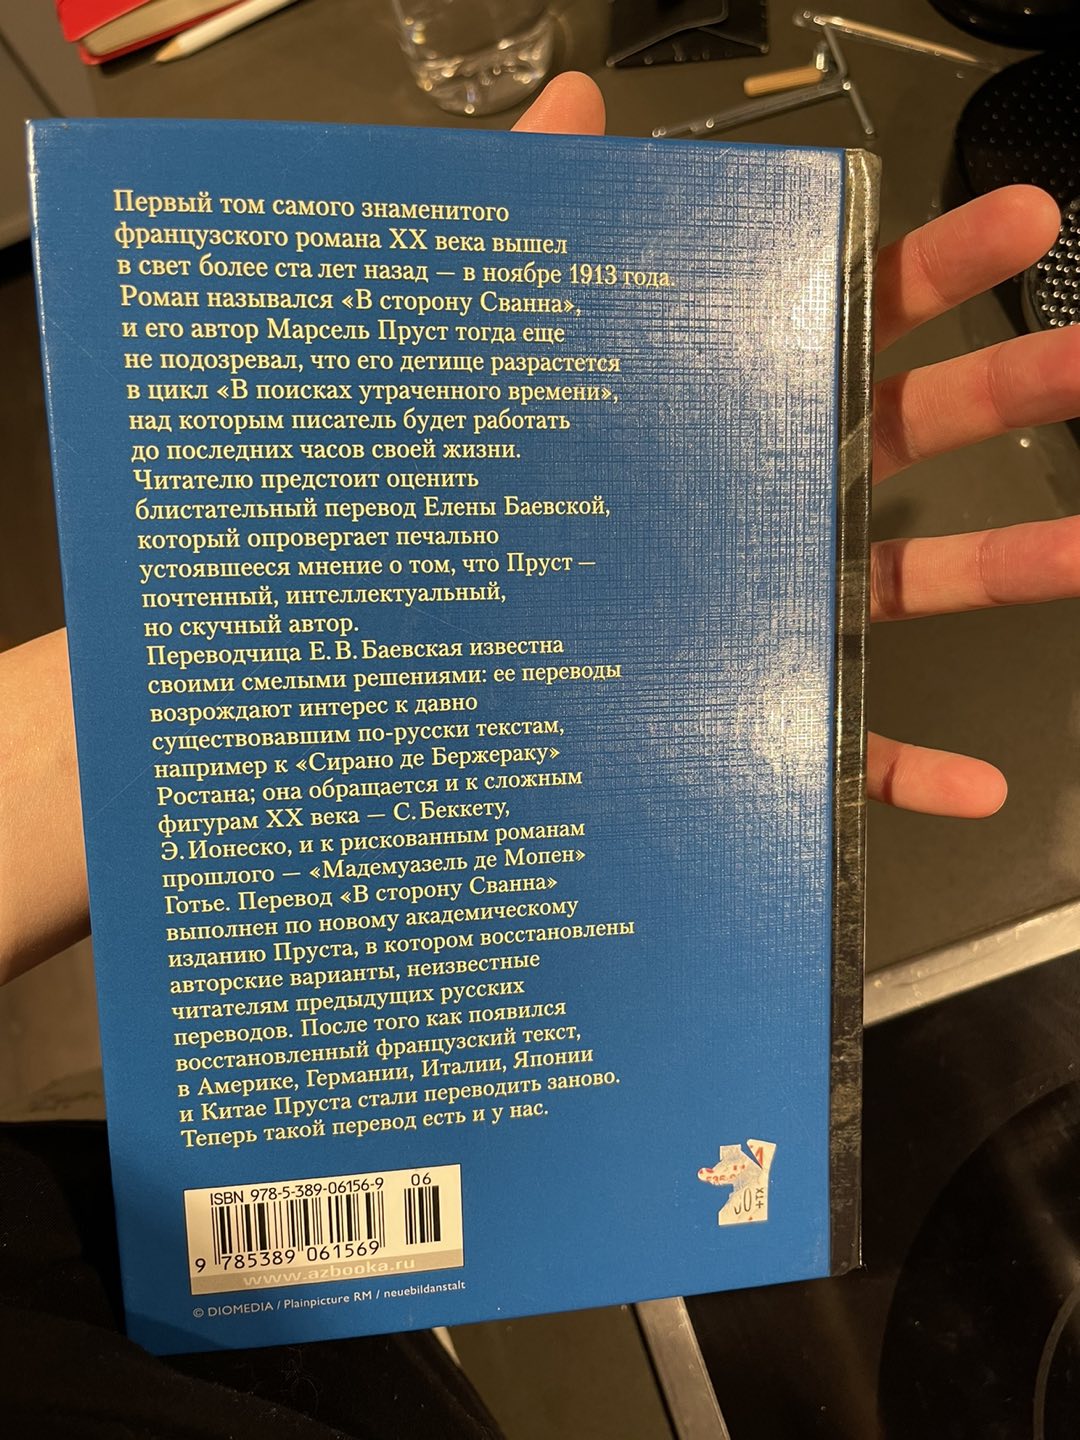 Первый том самого знаменитого
французского романа XX века вышел
в свет более ста лет назад — в ноябре 1913 года.
Роман назывался «В сторону Сванна»,
и его автор Марсель Пруст тогда еще
не подозревал, что его детище разрастется
в цикл «В поисках утраченного времени»,
над которым писатель будет работать
до последних часов своей жизни.
Читателю предстоит оценить
блистательный перевод Елены Баевской,
который опровергает печально
устоявшееся мнение о том, что Пруст —
почтенный, интеллектуальный,
но скучный автор.
Переводчица Е. В. Баевская известна
своими смелыми решениями: ее переводы
возрождают интерес к давно
существовавшим по-русски текстам,
например к «Сирано де Бержераку»
Ростана; она обращается и к сложным
фигурам XX века — С. Беккету,
Э. Ионеско, и к рискованным романам
прошлого — «Мадемуазель де Мопен»
Готье. Перевод «В сторону Сванна»
выполнен по новому академическому
изданию Пруста, в котором восстановлены
авторские варианты, неизвестные
читателям предыдущих русских
переводов. После того как появился
восстановленный французский текст,
в Америке, Германии, Италии, Японии
и Китае Пруста стали переводить заново.
Теперь такой перевод есть и у нас.
ISBN 978-5-389-06156-9 06
9 785389 061569
www.azbooka.ru
© DIOMEDIA / Plainpicture RM / neuebildanstalt